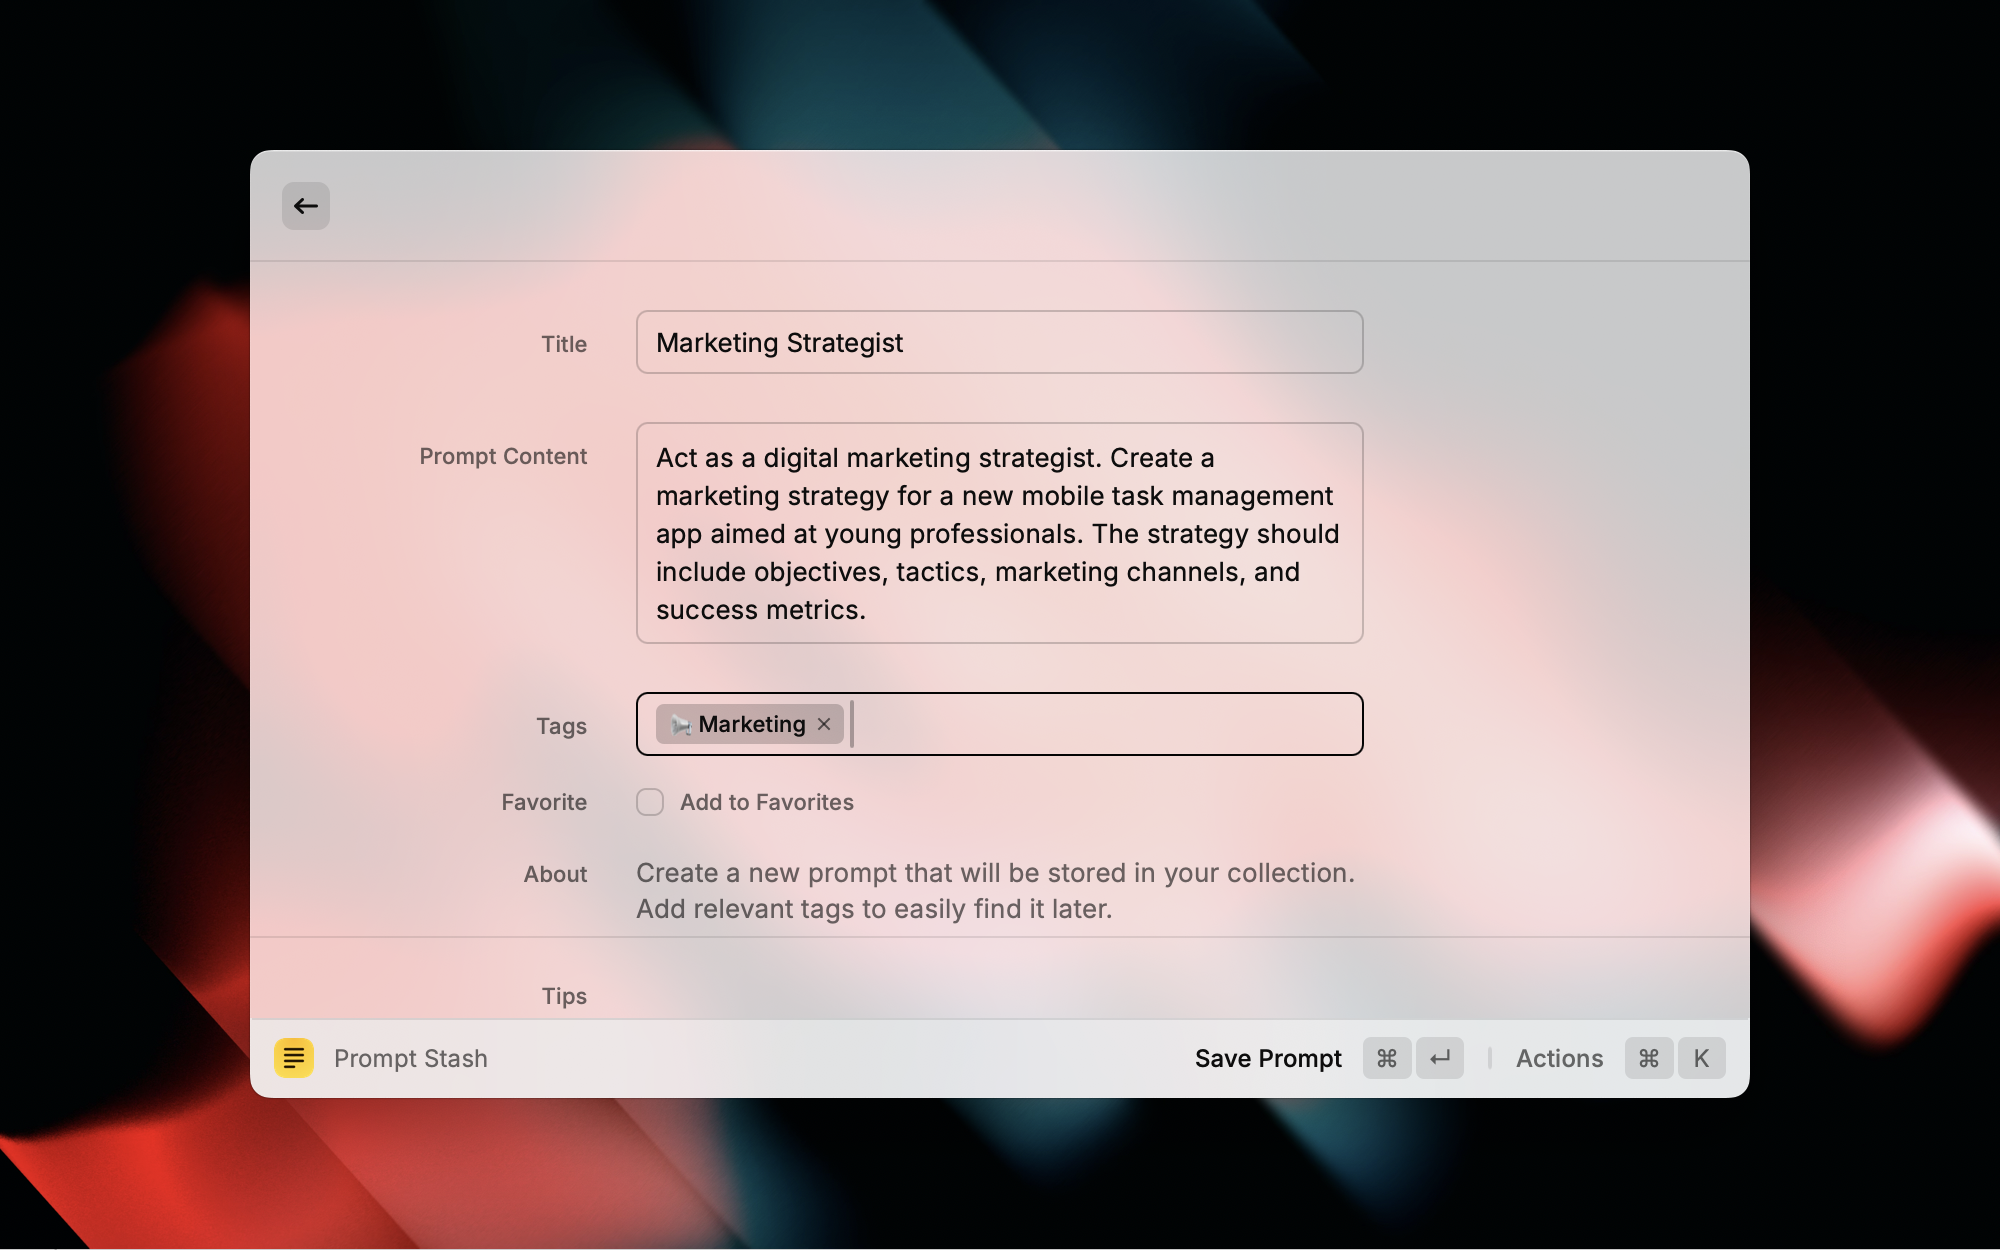 Title
Marketing Strategist
Prompt Content
Act as a digital marketing strategist. Create a
marketing strategy for a new mobile task management
app aimed at young professionals. The strategy should
include objectives, tactics, marketing channels, and
success metrics.
Tags
Marketing ×
Favorite
Add to Favorites
About
Create a new prompt that will be stored in your collection.
Add relevant tags to easily find it later.
Tips
Prompt Stash
Save Prompt ⌘ ↵
Actions ⌘ K